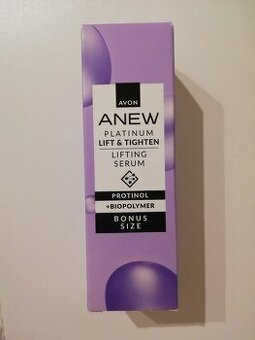 AVON
ANEW
PLATINUM
LIFT & TIGHTEN
LIFTING
SERUM
PROTINOL
+BIOPOLYMER
BONUS
SIZE